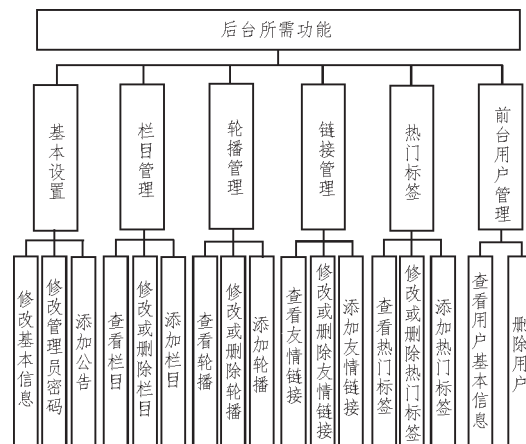 后台所需功能
基本设置
栏目管理
轮播管理
链接管理
热门标签
前台用户管理
修改基本信息
修改管理员密码
添加公告
查看栏目
修改或删除栏目
添加栏目
查看轮播
修改或删除轮播
添加轮播
查看友情链接
修改或删除友情链接
添加友情链接
查看热门标签
修改或删除热门标签
添加热门标签
查看用户基本信息
删除用户